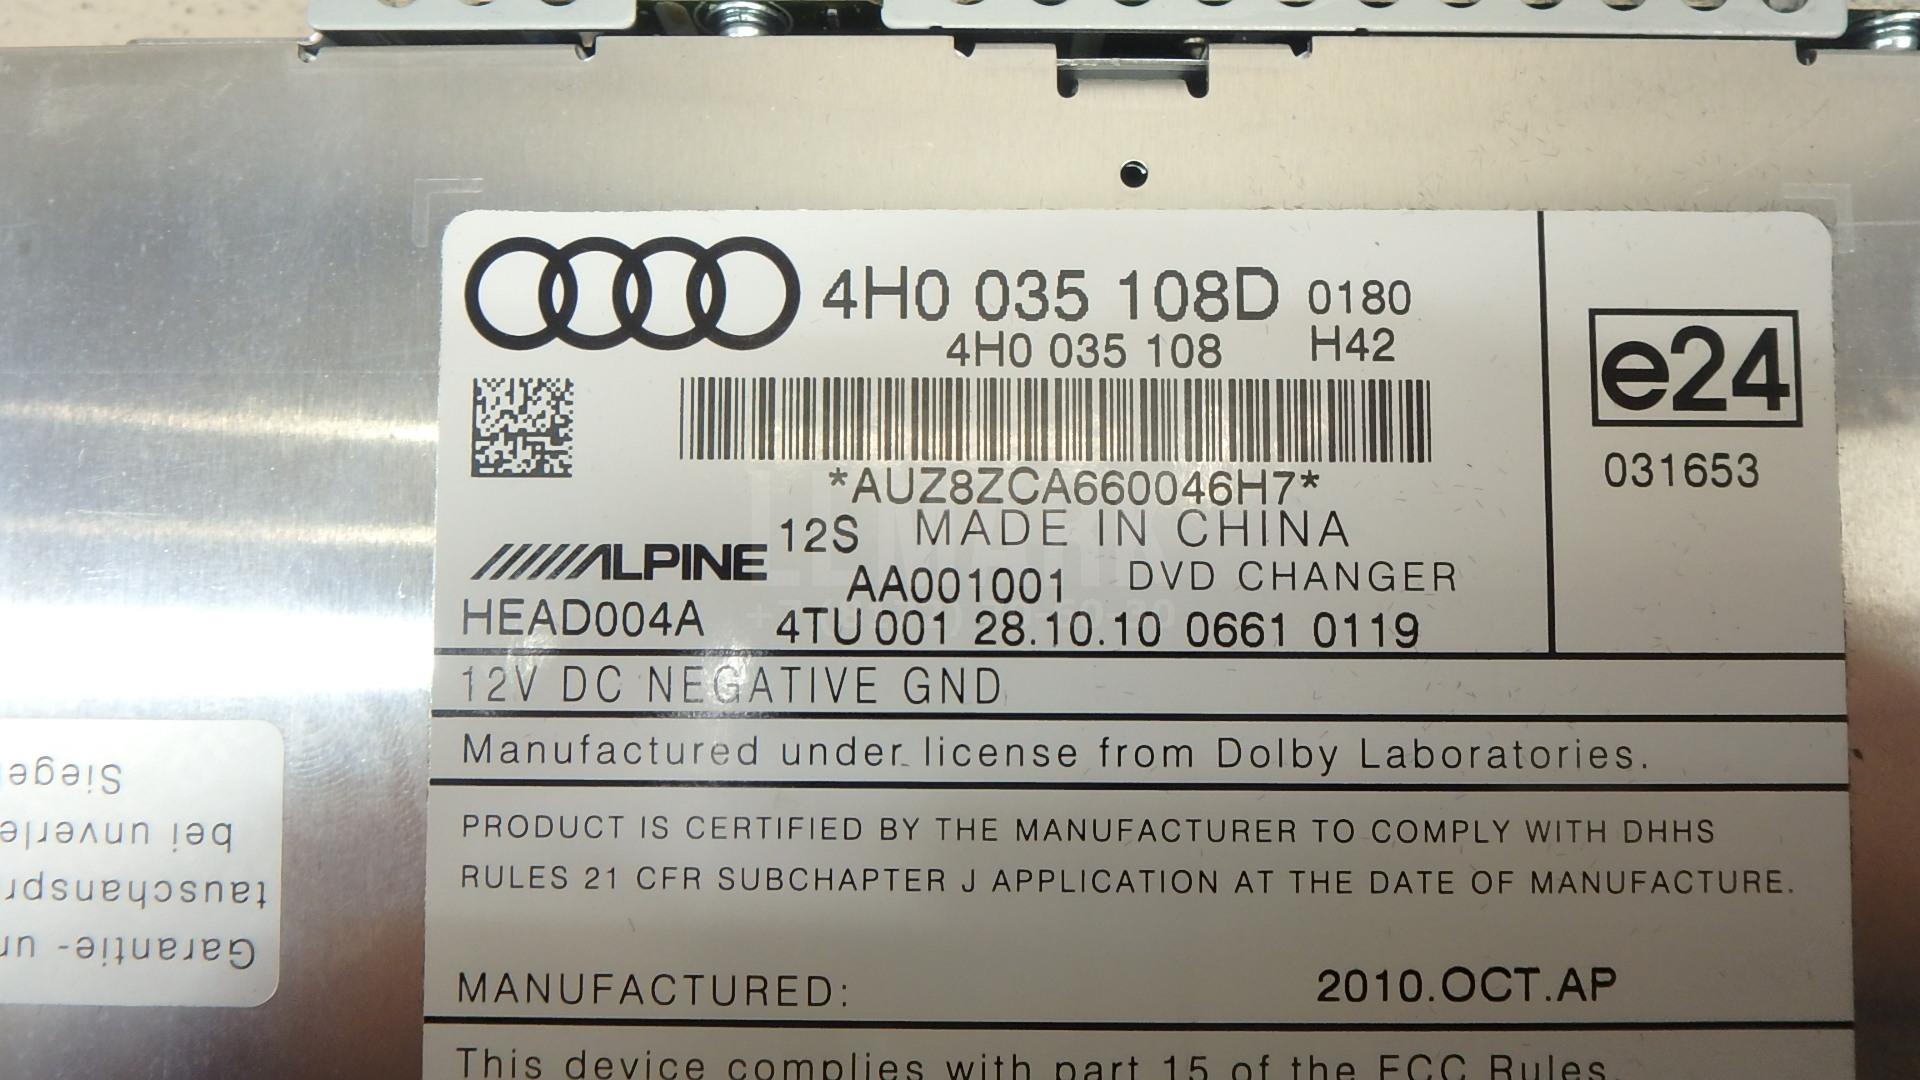 4H0 035 108D 0180
4H0 035 108 H42
e24
*AUZ8ZCA660046H7*
031653
12S MADE IN CHINA
ALPINE
AA001001 DVD CHANGER
HEAD004A 4TU 001 28.10.10 0661 0119
12V DC NEGATIVE GND
Manufactured under license from Dolby Laboratories.
PRODUCT IS CERTIFIED BY THE MANUFACTURER TO COMPLY WITH DHHS
RULES 21 CFR SUBCHAPTER J APPLICATION AT THE DATE OF MANUFACTURE.
MANUFACTURED: 2010.OCT.AP
This device complies with part 15 of the FCC Rules.
Garantie-
bei